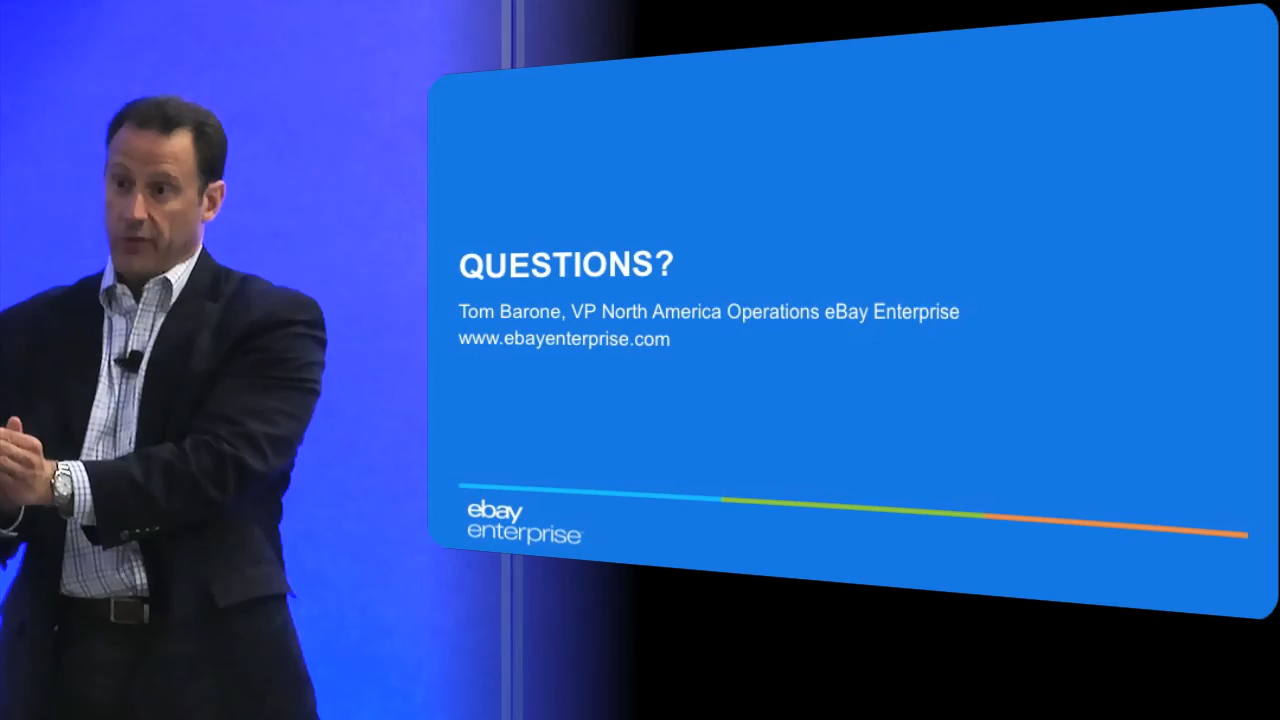 QUESTIONS?
Tom Barone, VP North America Operations eBay Enterprise
www.ebayenterprise.com
ebay
enterprise